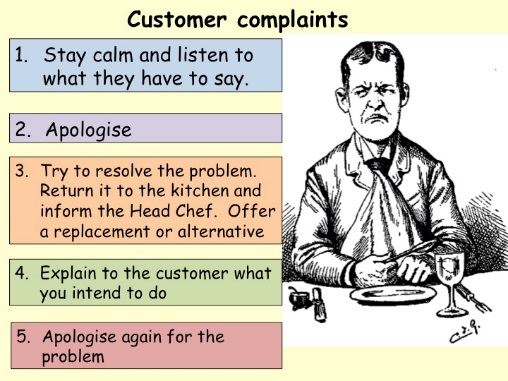 Customer complaints
1. Stay calm and listen to
what they have to say.
2. Apologise
3. Try to resolve the problem.
Return it to the kitchen and
inform the Head Chef. Offer
a replacement or alternative
4. Explain to the customer what
you intend to do
5. Apologise again for the
problem